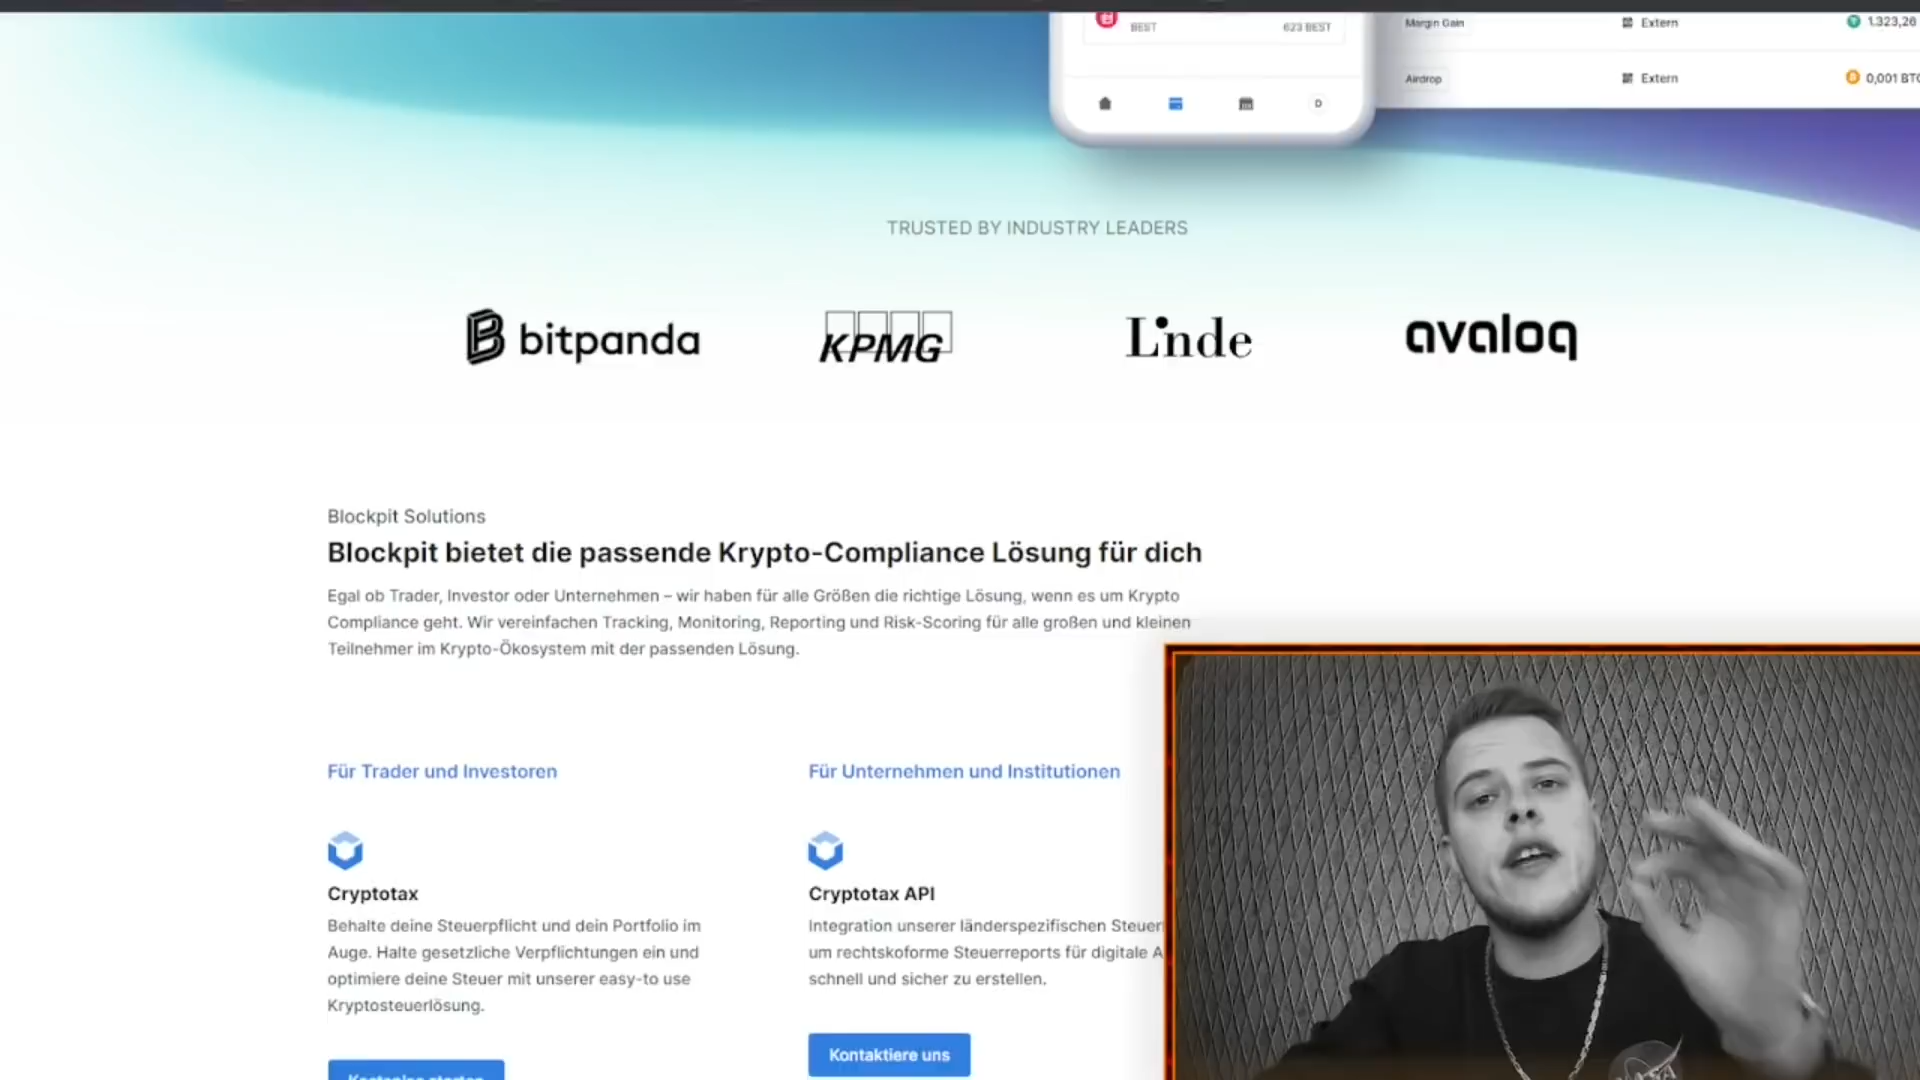 BEST
623 BEST
Margin Gain
Extern
1.323,26
Airdrop
Extern
0,001 BTC
D
TRUSTED BY INDUSTRY LEADERS
bitpanda
KPMG
Linde
avaloq
Blockpit Solutions
Blockpit bietet die passende Krypto-Compliance Lösung für dich
Egal ob Trader, Investor oder Unternehmen – wir haben für alle Größen die richtige Lösung, wenn es um Krypto
Compliance geht. Wir vereinfachen Tracking, Monitoring, Reporting und Risk-Scoring für alle großen und kleinen
Teilnehmer im Krypto-Ökosystem mit der passenden Lösung.
Für Trader und Investoren
Cryptotax
Behalte deine Steuerpflicht und dein Portfolio im
Auge. Halte gesetzliche Verpflichtungen ein und
optimiere deine Steuer mit unserer easy-to use
Kryptosteuerlösung.
Kostenlos starten
Für Unternehmen und Institutionen
Cryptotax API
Integration unserer länderspezifischen Steuer
um rechtskoforme Steuerreports für digitale A
schnell und sicher zu erstellen.
Kontaktiere uns
NASA